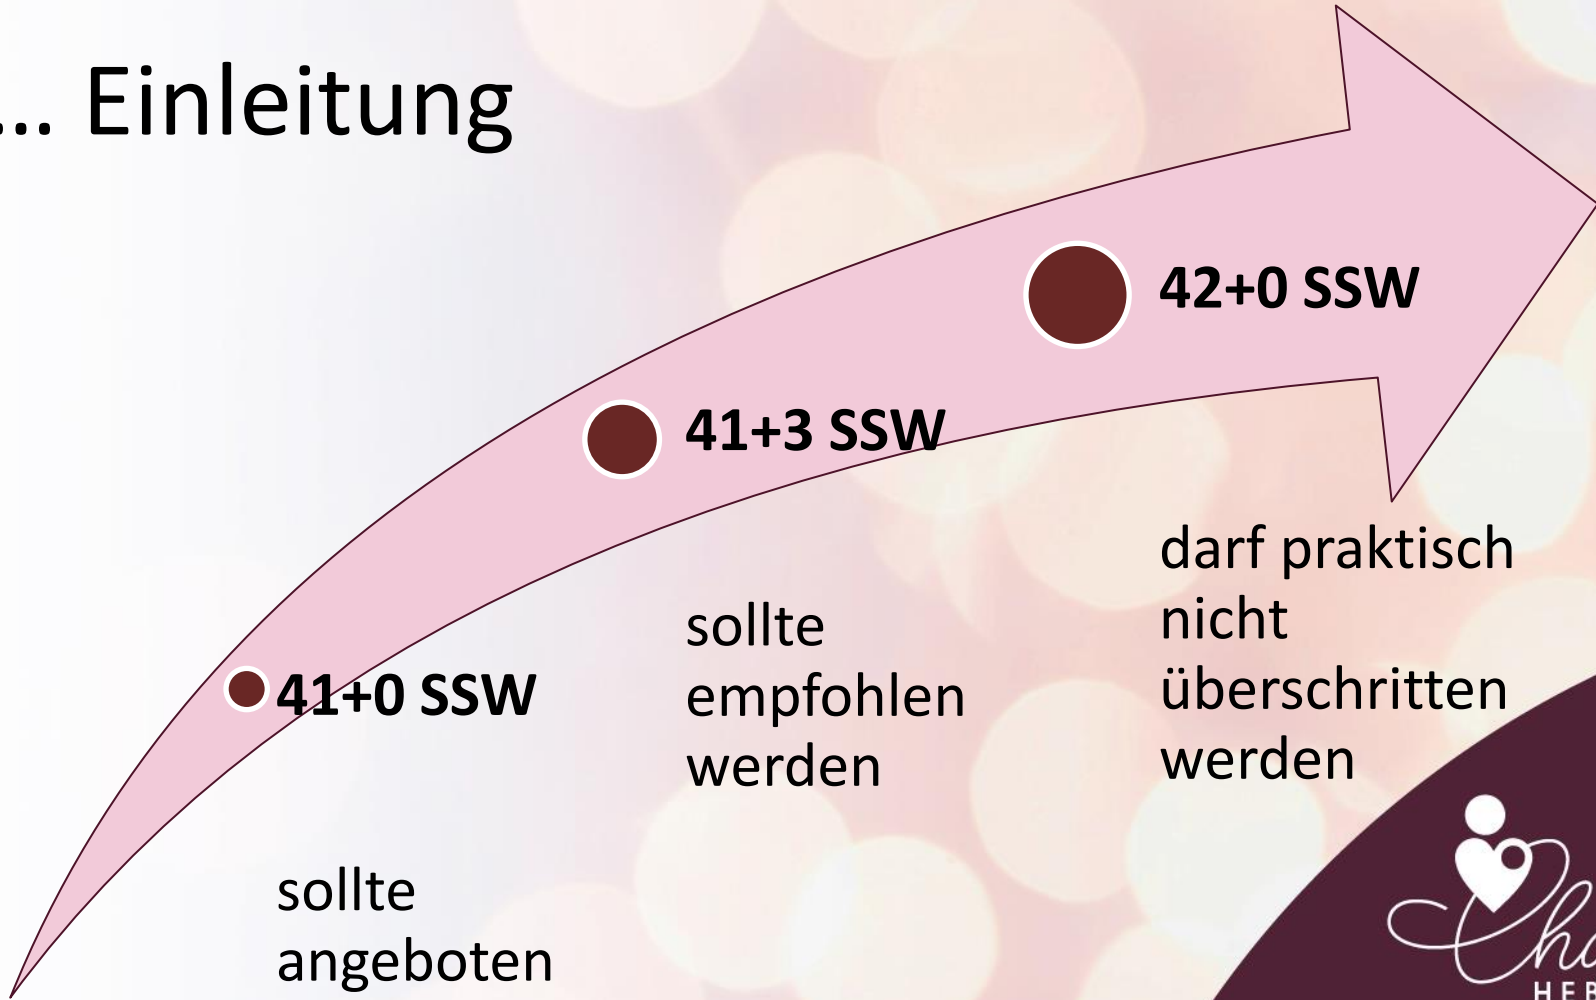 ... Einleitung
42+0 SSW
41+3 SSW
41+0 SSW
darf praktisch
nicht
überschritten
werden
sollte
empfohlen
werden
sollte
angeboten